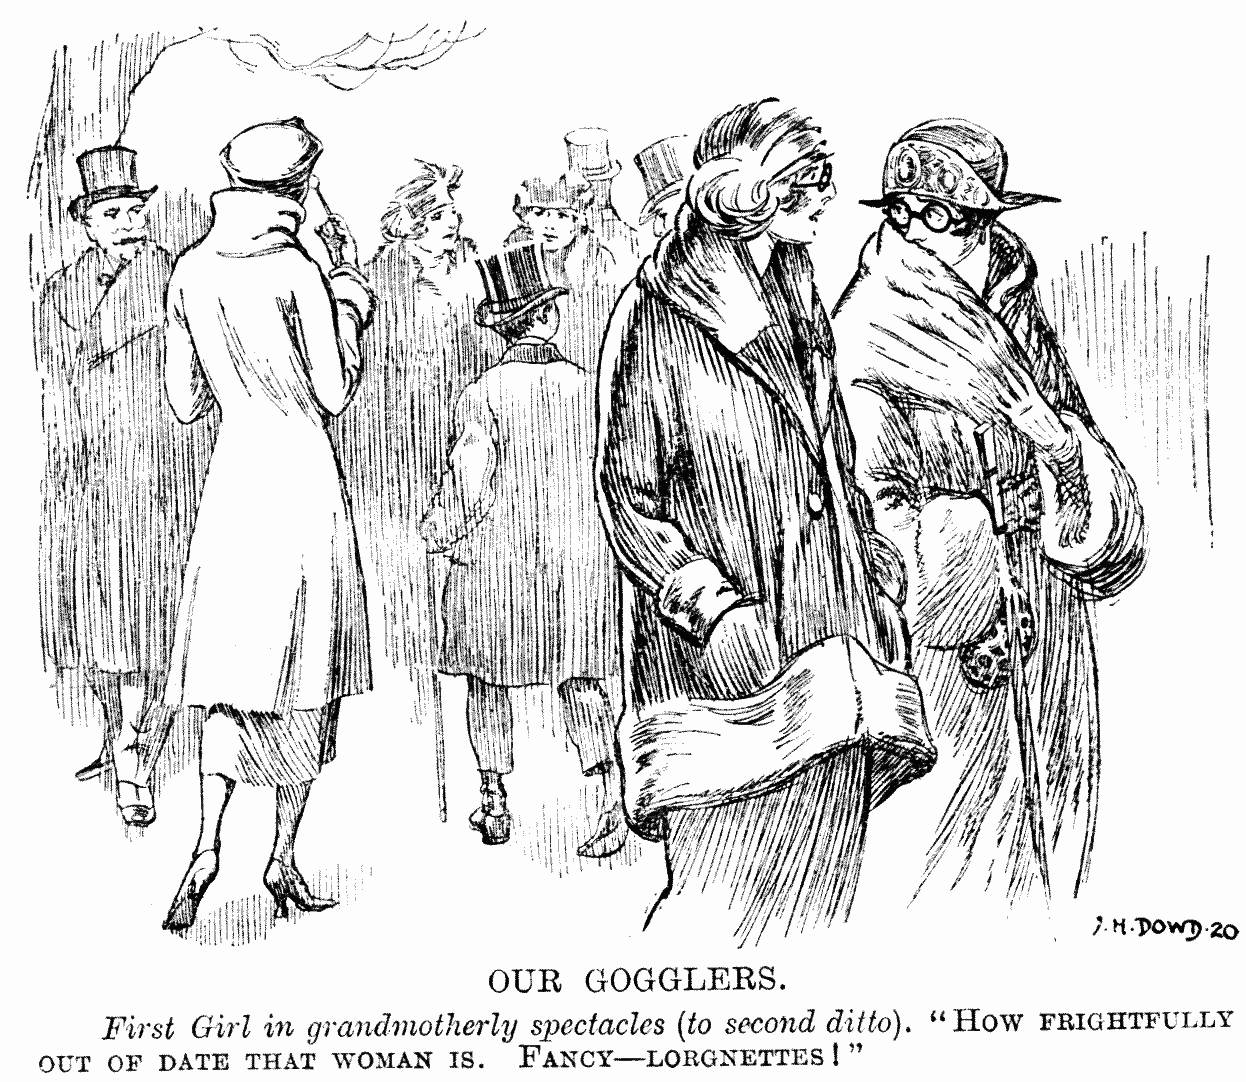 J. H. DOWD. 20
OUR GOGGLERS.
First Girl in grandmotherly spectacles (to second ditto). "HOW FRIGHTFULLY
OUT OF DATE THAT WOMAN IS. FANCY—LORGNETTES!"